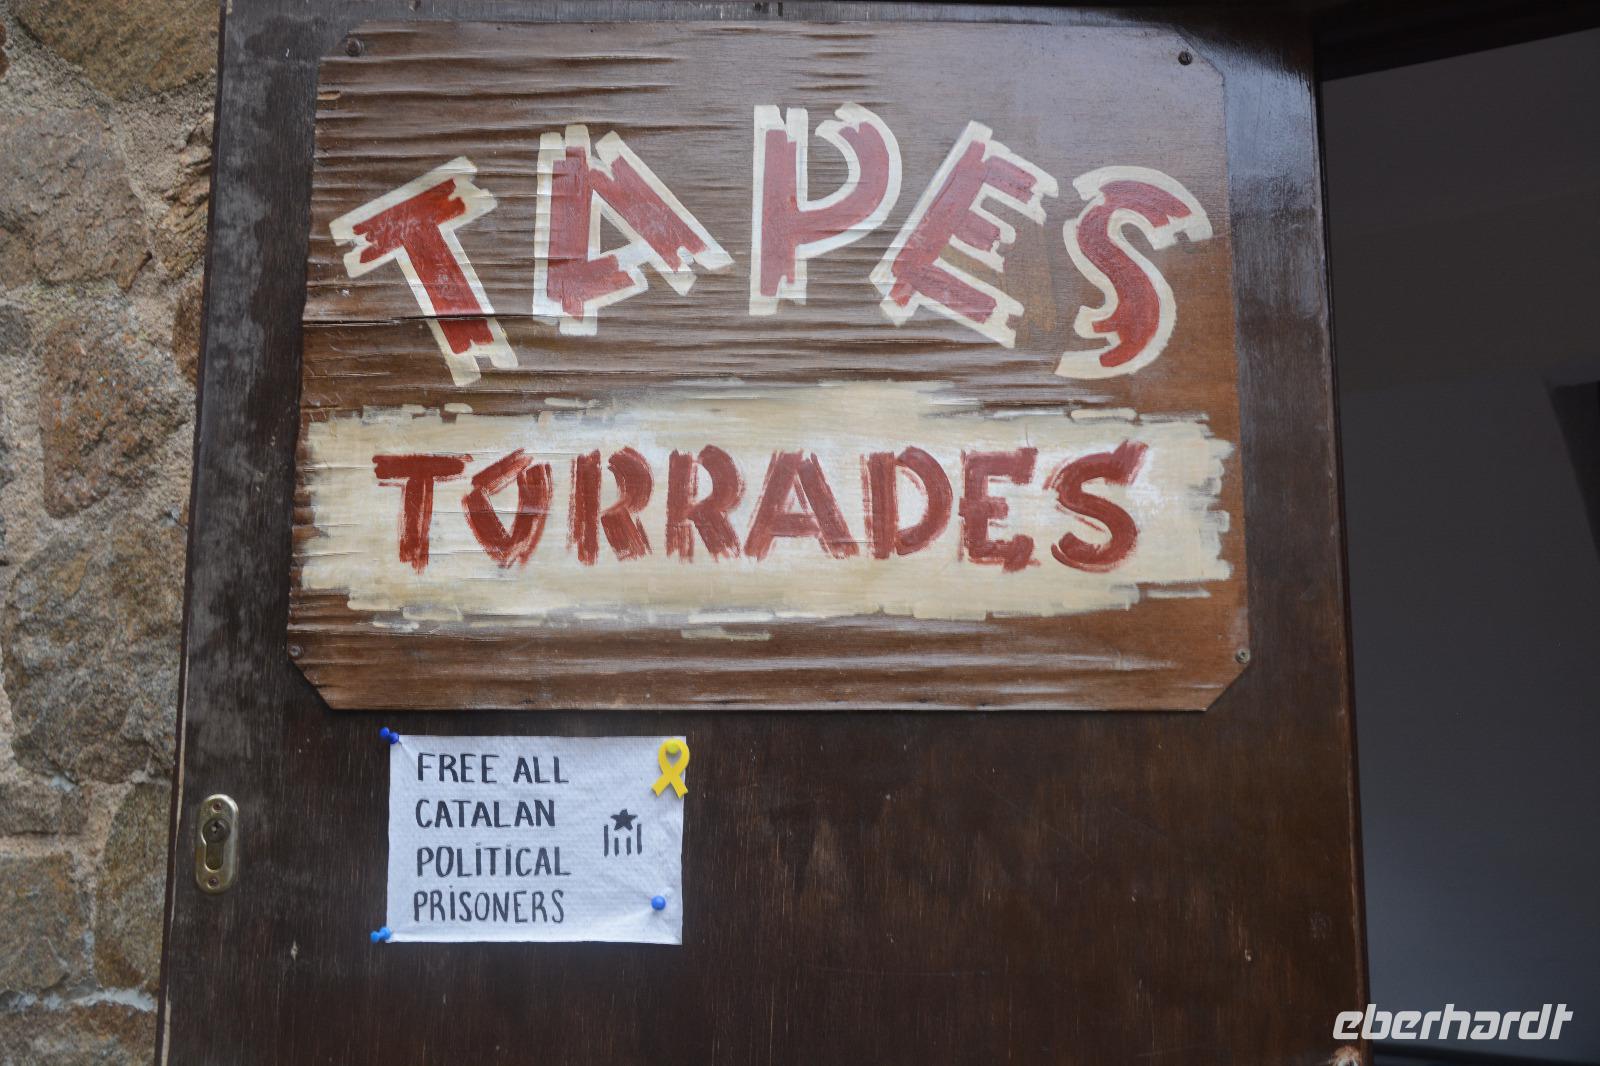 TAPES
TORRADES
FREE ALL
CATALAN
POLITICAL
PRISONERS
eberhardt